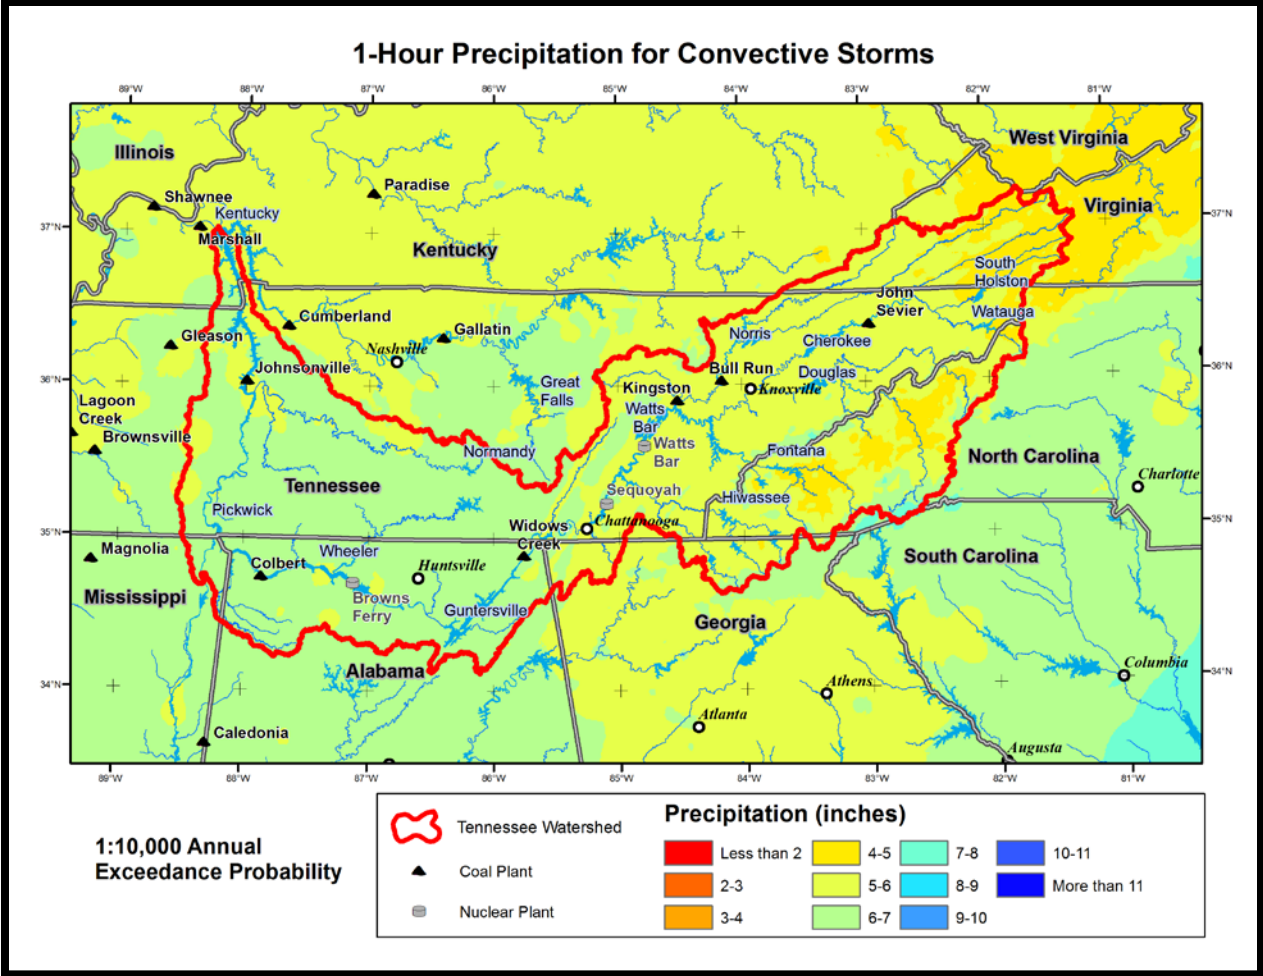 1-Hour Precipitation for Convective Storms
89°W 88°W 87°W 86°W 85°W 84°W 83°W 82°W 81°W
West Virginia
Illinois
Paradise
Shawnee
Virginia
Kentucky
37°N
37°N
Marshall
Kentucky
South
Holston
John
Sevier
Watauga
Cumberland
Gallatin
Norris
Cherokee
Gleason
Nashville
Johnsonville
Bull Run
Douglas
36°N
36°N
Great
Falls
Kingston
Knoxville
Lagoon
Creek
Watts
Bar
Brownsville
Watts
Bar
Normandy
Fontana
North Carolina
Charlotte
Tennessee
Sequoyah
Hiwassee
Pickwick
Chattanooga
35°N
35°N
Widows
Creek
Magnolia
Wheeler
South Carolina
Colbert
Huntsville
Mississippi
Browns
Ferry
Guntersville
Georgia
Alabama
Columbia
34°N
34°N
Athens
Atlanta
Caledonia
Augusta
89°W 88°W 87°W 86°W 85°W 84°W 83°W 82°W 81°W
1:10,000 Annual
Exceedance Probability
Tennessee Watershed
Coal Plant
Nuclear Plant
Precipitation (inches)
Less than 2
2-3
3-4
4-5
5-6
6-7
7-8
8-9
9-10
10-11
More than 11